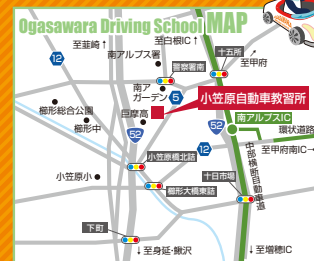 Ogasawara Driving School MAP
至韮崎↑
至白根IC↑
十五所
至甲府
12
南アルプス署
警察署南
南ア
ガーデン
5
小笠原自動車教習所
櫛形総合公園
巨摩高
南アルプスIC
櫛形中
52
52
環状道路
至甲府南IC→
小笠原橋北詰
12
中部横断自動車道
小笠原小
櫛形大橋東詰
十日市場
下町
↓至身延・鰍沢
↓至増穂IC